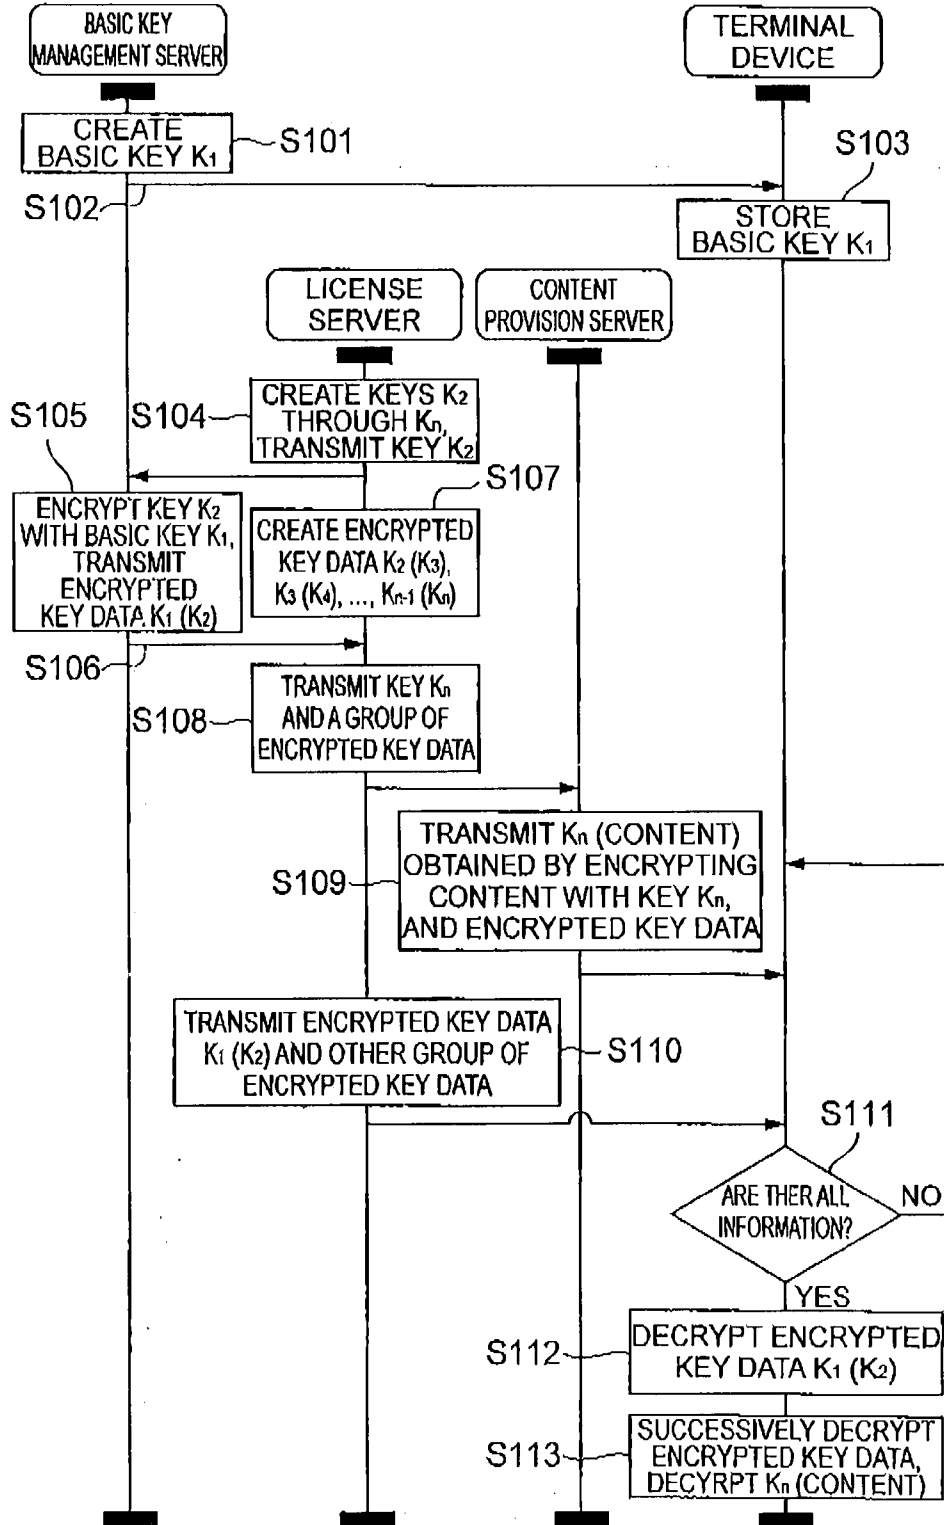 BASIC KEY
MANAGEMENT SERVER
TERMINAL
DEVICE
CREATE
BASIC KEY K1
S101
S102
S103
STORE
BASIC KEY K1
LICENSE
SERVER
CONTENT
PROVISION SERVER
S104
CREATE KEYS K2
THROUGH Kn,
TRANSMIT KEY K2
S105
ENCRYPT KEY K2
WITH BASIC KEY K1,
TRANSMIT
ENCRYPTED
KEY DATA K1 (K2)
S107
CREATE ENCRYPTED
KEY DATA K2 (K3),
K3 (K4), ..., Kn-1 (Kn)
S106
S108
TRANSMIT KEY Kn
AND A GROUP OF
ENCRYPTED KEY DATA
S109
TRANSMIT Kn (CONTENT)
OBTAINED BY ENCRYPTING
CONTENT WITH KEY Kn,
AND ENCRYPTED KEY DATA
TRANSMIT ENCRYPTED KEY DATA
K1 (K2) AND OTHER GROUP OF
ENCRYPTED KEY DATA
S110
S111
ARE THER ALL
INFORMATION?
NO
YES
S112
DECRYPT ENCRYPTED
KEY DATA K1 (K2)
S113
SUCCESSIVELY DECRYPT
ENCRYPTED KEY DATA,
DECYRPT Kn (CONTENT)